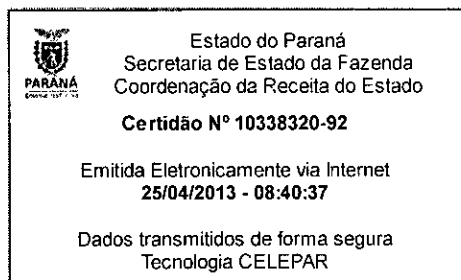 Estado do Paraná
Secretaria de Estado da Fazenda
PARANÁ
Coordenação da Receita do Estado
Certidão Nº 10338320-92
Emitida Eletronicamente via Internet
25/04/2013 - 08:40:37
Dados transmitidos de forma segura
Tecnologia CELEPAR